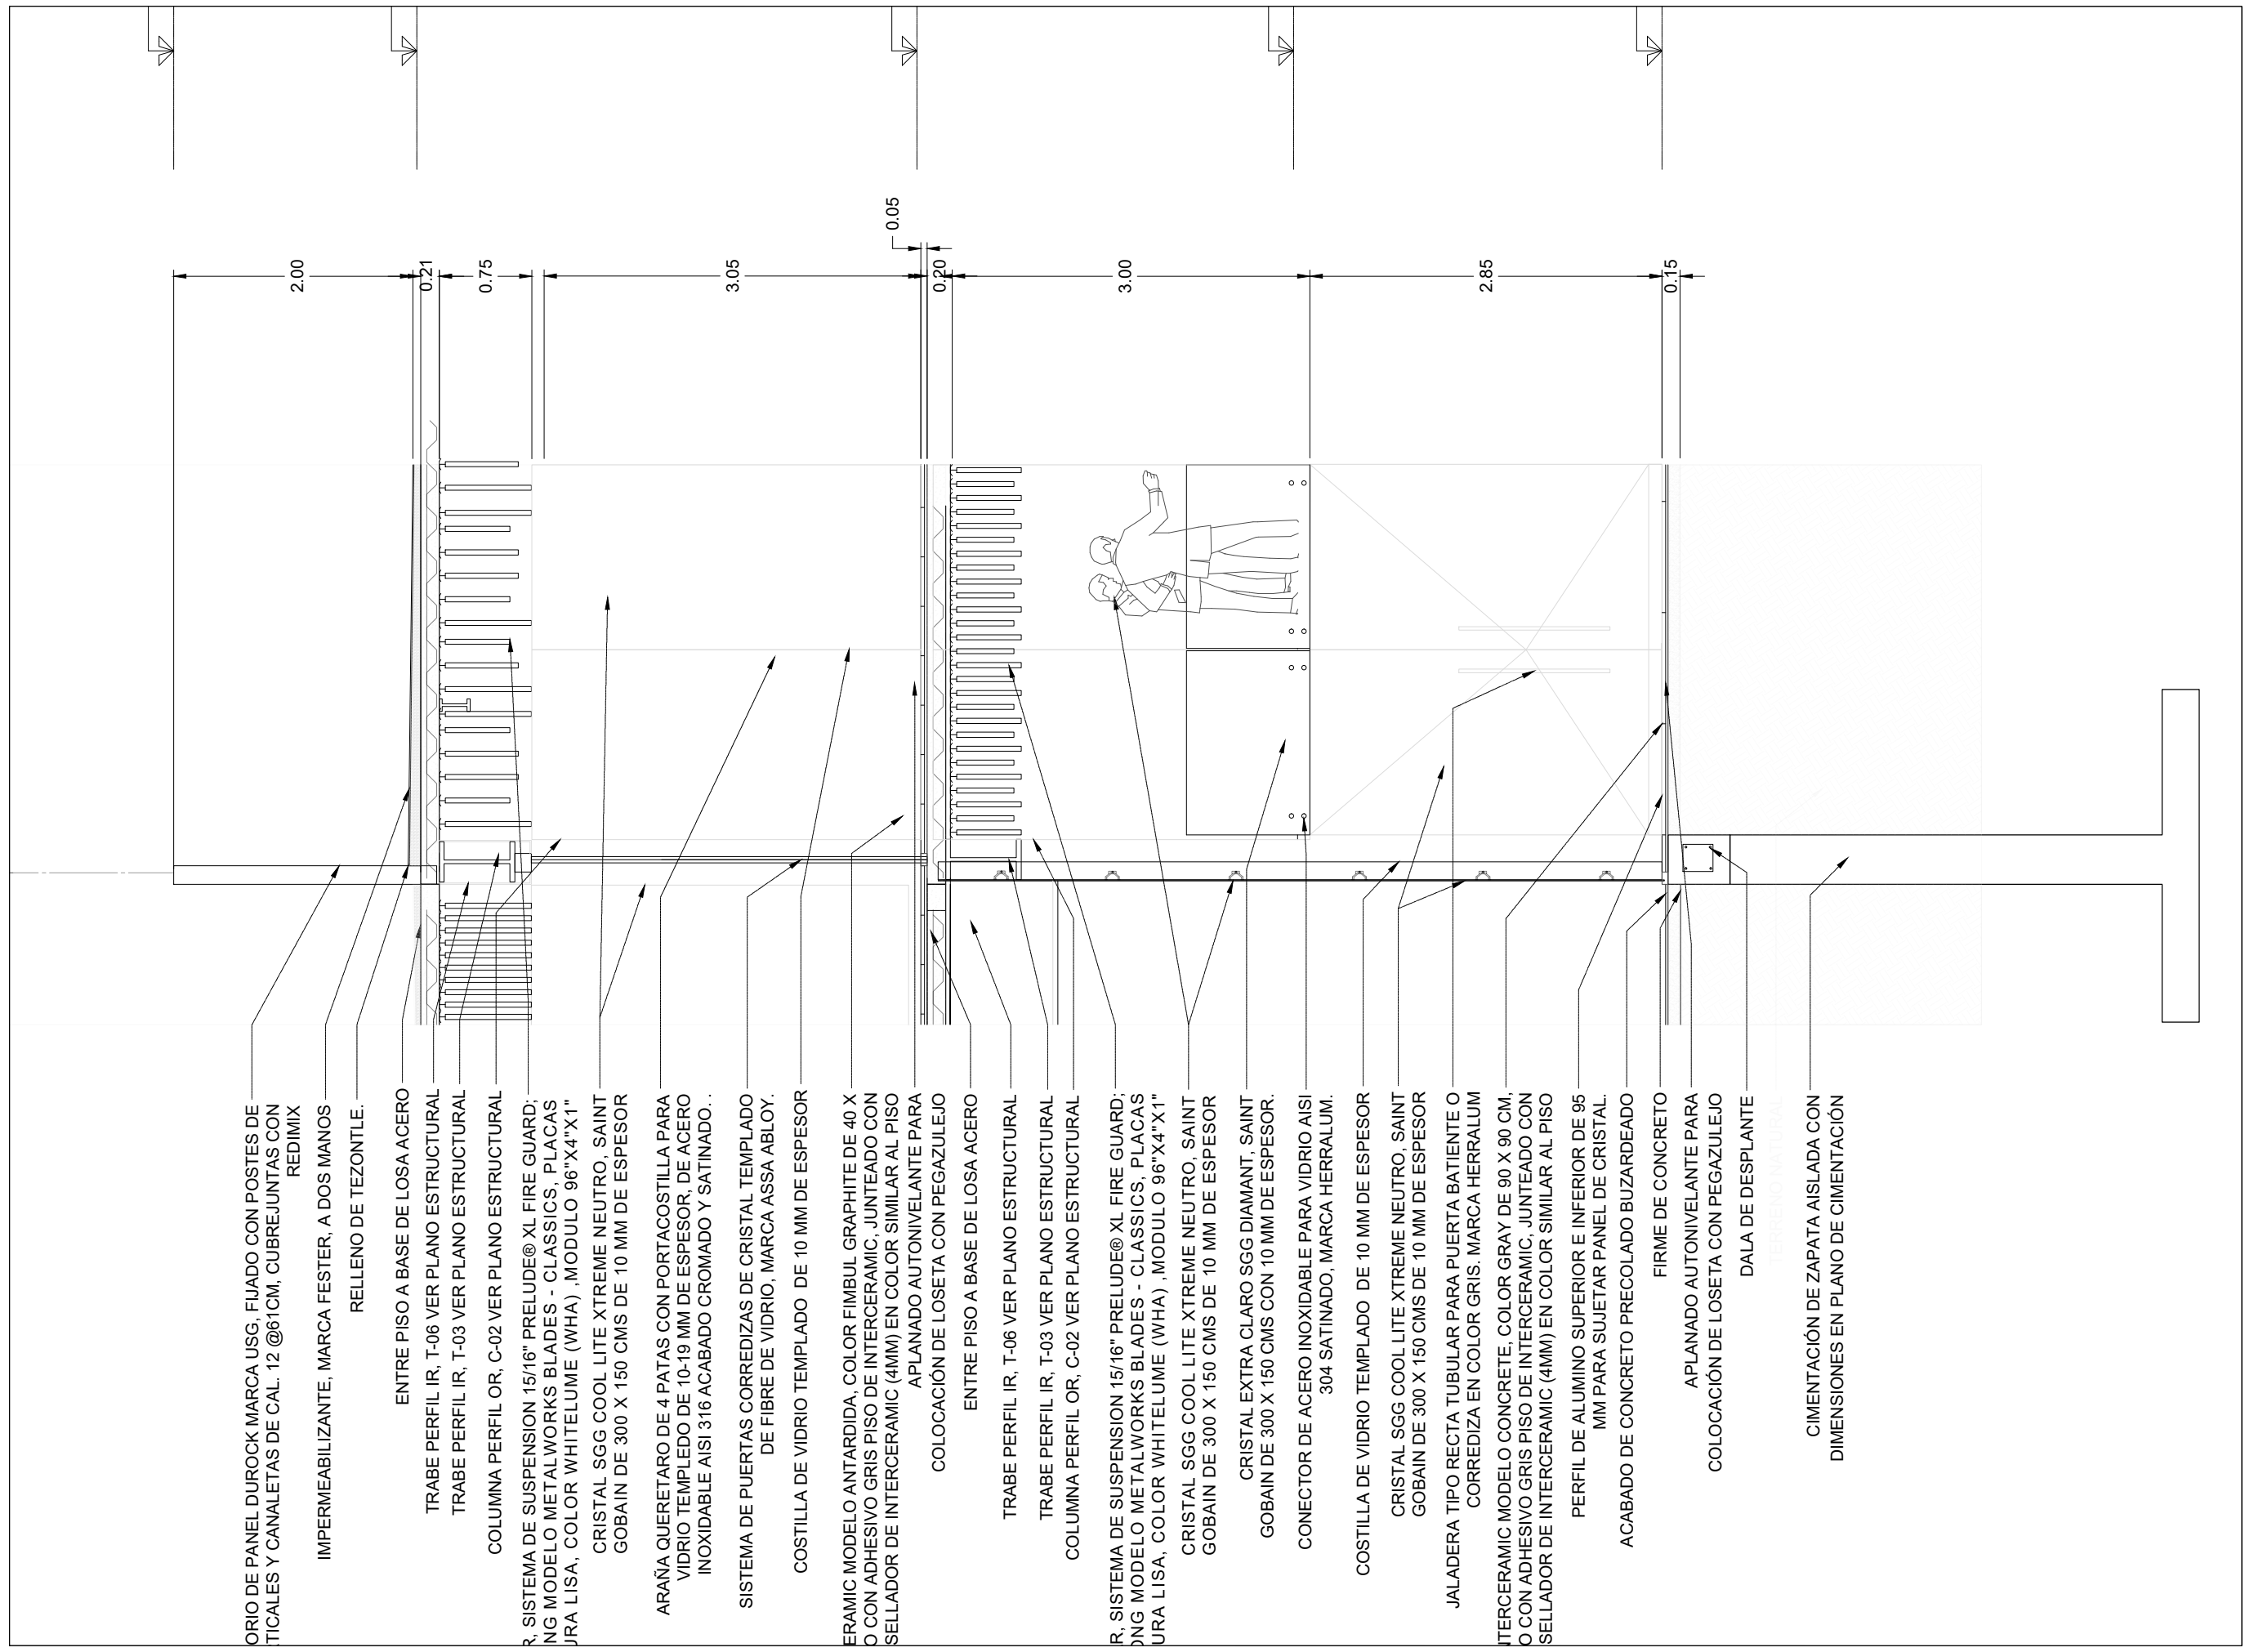 ORIO DE PANEL DUROCK MARCA USG, FIJADO CON POSTES DE
TICALES Y CANALETAS DE CAL. 12 @61CM, CUBREJUNTAS CON
REDIMIX
IMPERMEABILIZANTE, MARCA FESTER, A DOS MANOS
RELLENO DE TEZONTLE.
ENTRE PISO A BASE DE LOSA ACERO
TRABE PERFIL IR, T-06 VER PLANO ESTRUCTURAL
TRABE PERFIL IR, T-03 VER PLANO ESTRUCTURAL
COLUMNA PERFIL OR, C-02 VER PLANO ESTRUCTURAL
R, SISTEMA DE SUSPENSION 15/16" PRELUDE® XL FIRE GUARD;
NG MODELO METALWORKS BLADES - CLASSICS, PLACAS
URA LISA, COLOR WHITELUME (WHA) ,MODULO 96"X4"X1"
CRISTAL SGG COOL LITE XTREME NEUTRO, SAINT
GOBAIN DE 300 X 150 CMS DE 10 MM DE ESPESOR
ARAÑA QUERETARO DE 4 PATAS CON PORTACOSTILLA PARA
VIDRIO TEMPLEDO DE 10-19 MM DE ESPESOR, DE ACERO
INOXIDABLE AISI 316 ACABADO CROMADO Y SATINADO. .
SISTEMA DE PUERTAS CORREDIZAS DE CRISTAL TEMPLADO
DE FIBRE DE VIDRIO, MARCA ASSA ABLOY.
COSTILLA DE VIDRIO TEMPLADO DE 10 MM DE ESPESOR
ERAMIC MODELO ANTARDIDA, COLOR FIMBUL GRAPHITE DE 40 X
O CON ADHESIVO GRIS PISO DE INTERCERAMIC, JUNTEADO CON
SELLADOR DE INTERCERAMIC (4MM) EN COLOR SIMILAR AL PISO
APLANADO AUTONIVELANTE PARA
COLOCACIÓN DE LOSETA CON PEGAZULEJO
ENTRE PISO A BASE DE LOSA ACERO
TRABE PERFIL IR, T-06 VER PLANO ESTRUCTURAL
TRABE PERFIL IR, T-03 VER PLANO ESTRUCTURAL
COLUMNA PERFIL OR, C-02 VER PLANO ESTRUCTURAL
R, SISTEMA DE SUSPENSION 15/16" PRELUDE® XL FIRE GUARD;
ONG MODELO METALWORKS BLADES - CLASSICS, PLACAS
URA LISA, COLOR WHITELUME (WHA) ,MODULO 96"X4"X1"
CRISTAL SGG COOL LITE XTREME NEUTRO, SAINT
GOBAIN DE 300 X 150 CMS DE 10 MM DE ESPESOR
CRISTAL EXTRA CLARO SGG DIAMANT, SAINT
GOBAIN DE 300 X 150 CMS CON 10 MM DE ESPESOR.
CONECTOR DE ACERO INOXIDABLE PARA VIDRIO AISI
304 SATINADO, MARCA HERRALUM.
COSTILLA DE VIDRIO TEMPLADO DE 10 MM DE ESPESOR
CRISTAL SGG COOL LITE XTREME NEUTRO, SAINT
GOBAIN DE 300 X 150 CMS DE 10 MM DE ESPESOR
JALADERA TIPO RECTA TUBULAR PARA PUERTA BATIENTE O
CORREDIZA EN COLOR GRIS. MARCA HERRALUM
NTERCERAMIC MODELO CONCRETE, COLOR GRAY DE 90 X 90 CM,
O CON ADHESIVO GRIS PISO DE INTERCERAMIC, JUNTEADO CON
SELLADOR DE INTERCERAMIC (4MM) EN COLOR SIMILAR AL PISO
PERFIL DE ALUMINO SUPERIOR E INFERIOR DE 95
MM PARA SUJETAR PANEL DE CRISTAL.
ACABADO DE CONCRETO PRECOLADO BUZARDEADO
FIRME DE CONCRETO
APLANADO AUTONIVELANTE PARA
COLOCACIÓN DE LOSETA CON PEGAZULEJO
DALA DE DESPLANTE
TERRENO NATURAL
CIMENTACIÓN DE ZAPATA AISLADA CON
DIMENSIONES EN PLANO DE CIMENTACIÓN
2.00
0.21
0.75
3.05
0.05
0.20
3.00
2.85
0.15